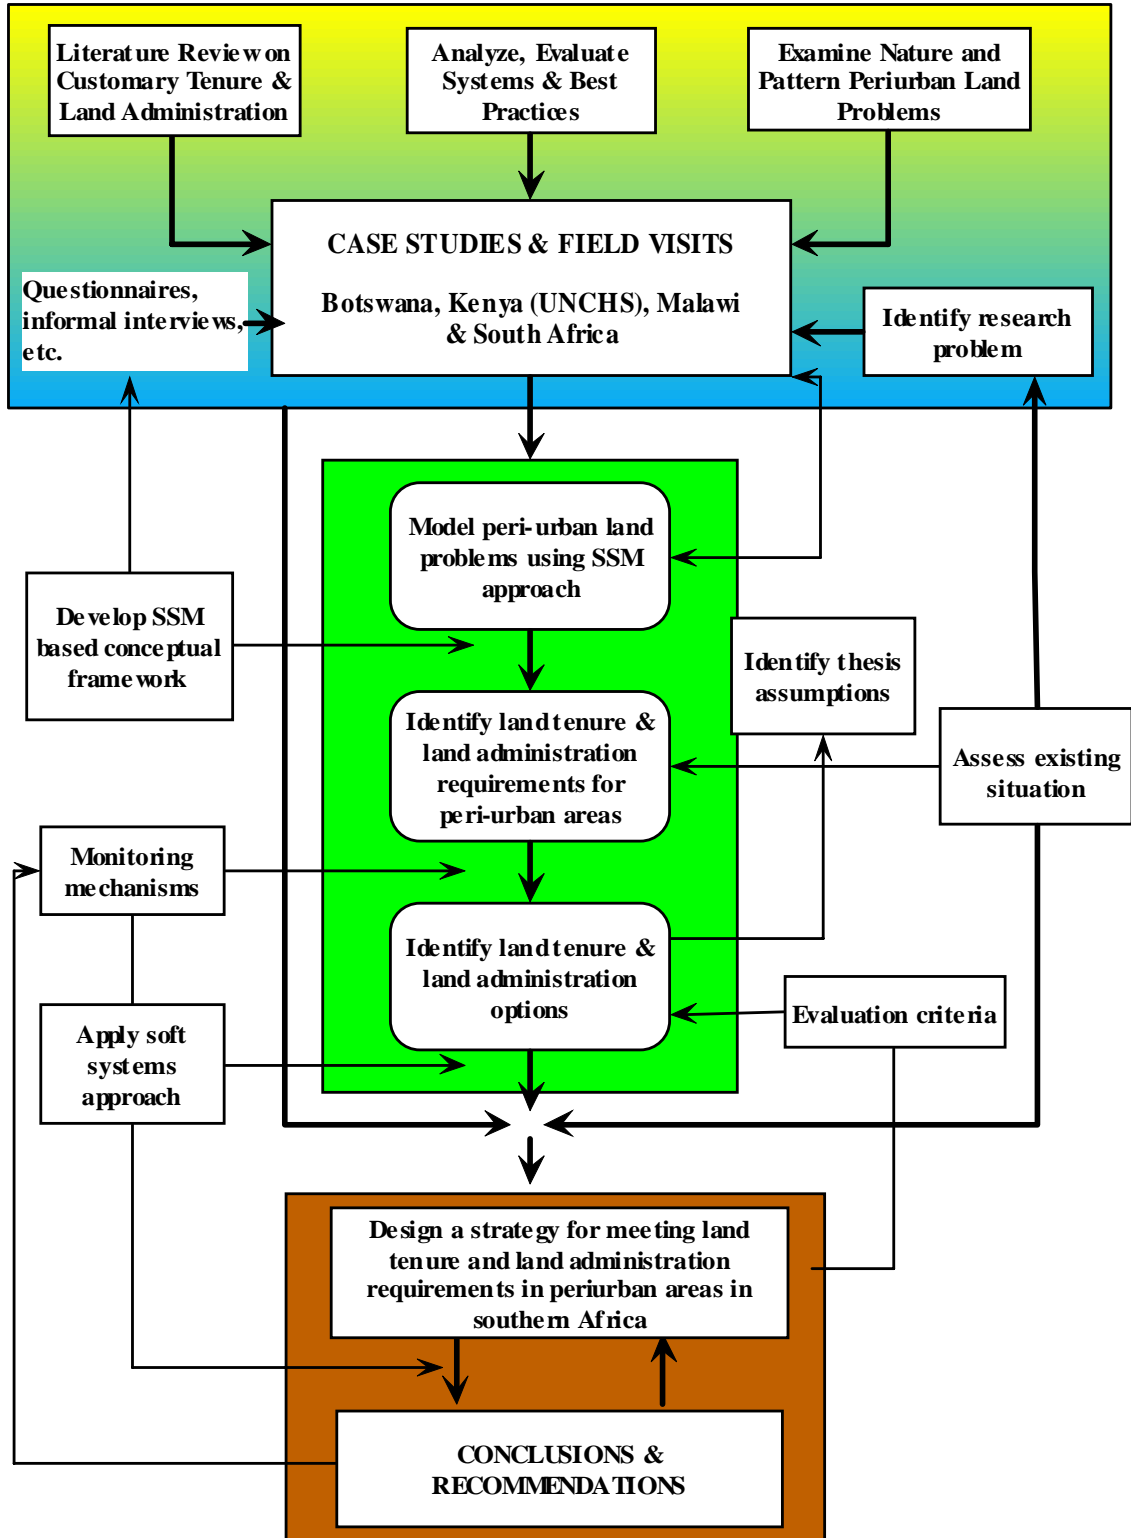 Literature Reviewon
Customary Tenure &
Land Administration
Analyze, Evaluate
Systems & Best
Practices
Examine Nature and
Pattern Periurban Land
Problems
CASE STUDIES & FIELD VISITS
Botswana, Kenya (UNCHS), Malawi
& South Africa
Questionnaires,
informal interviews,
etc.
Identify research
problem
Model peri-urban land
problems using SSM
approach
Develop SSM
based conceptual
framework
Identify thesis
assumptions
Identify land tenure &
land administration
requirements for
peri-urban areas
Assess existing
situation
Monitoring
mechanisms
Identify land tenure &
land administration
options
Evaluation criteria
Apply soft
systems
approach
Design a strategy for meeting land
tenure and land administration
requirements in periurban areas in
southern Africa
CONCLUSIONS &
RECOMMENDATIONS